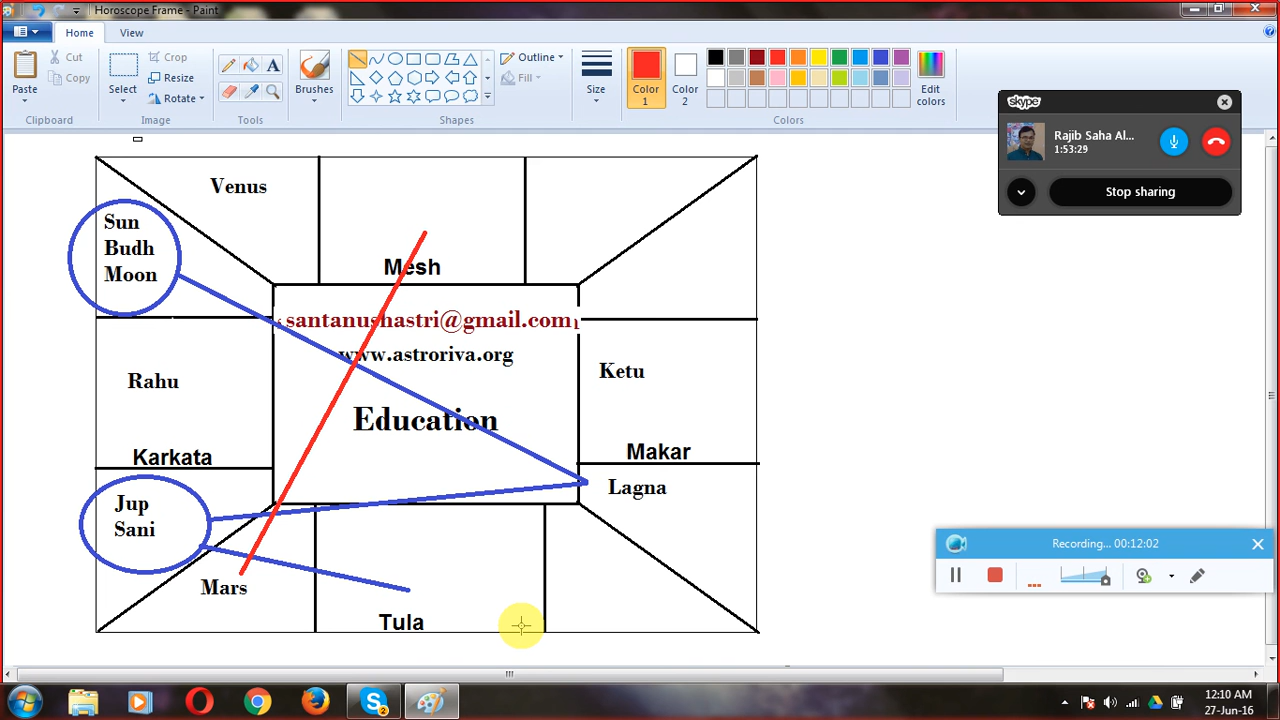 Horoscope Frame - Paint
Home
View
Paste
Cut
Copy
Clipboard
Select
Crop
Resize
Rotate
Image
Tools
Brushes
Shapes
Outline
Fill
Size
Color 1
Color 2
Edit colors
Colors
skype
Rajib Saha Al...
1:53:29
Stop sharing
Venus
Sun
Budh
Moon
Mesh
santanushastri@gmail.com
www.astroriva.org
Education
Rahu
Karkata
Ketu
Makar
Lagna
Jup
Sani
Mars
Tula
Recording... 00:12:02
2
12:10 AM
27-Jun-16